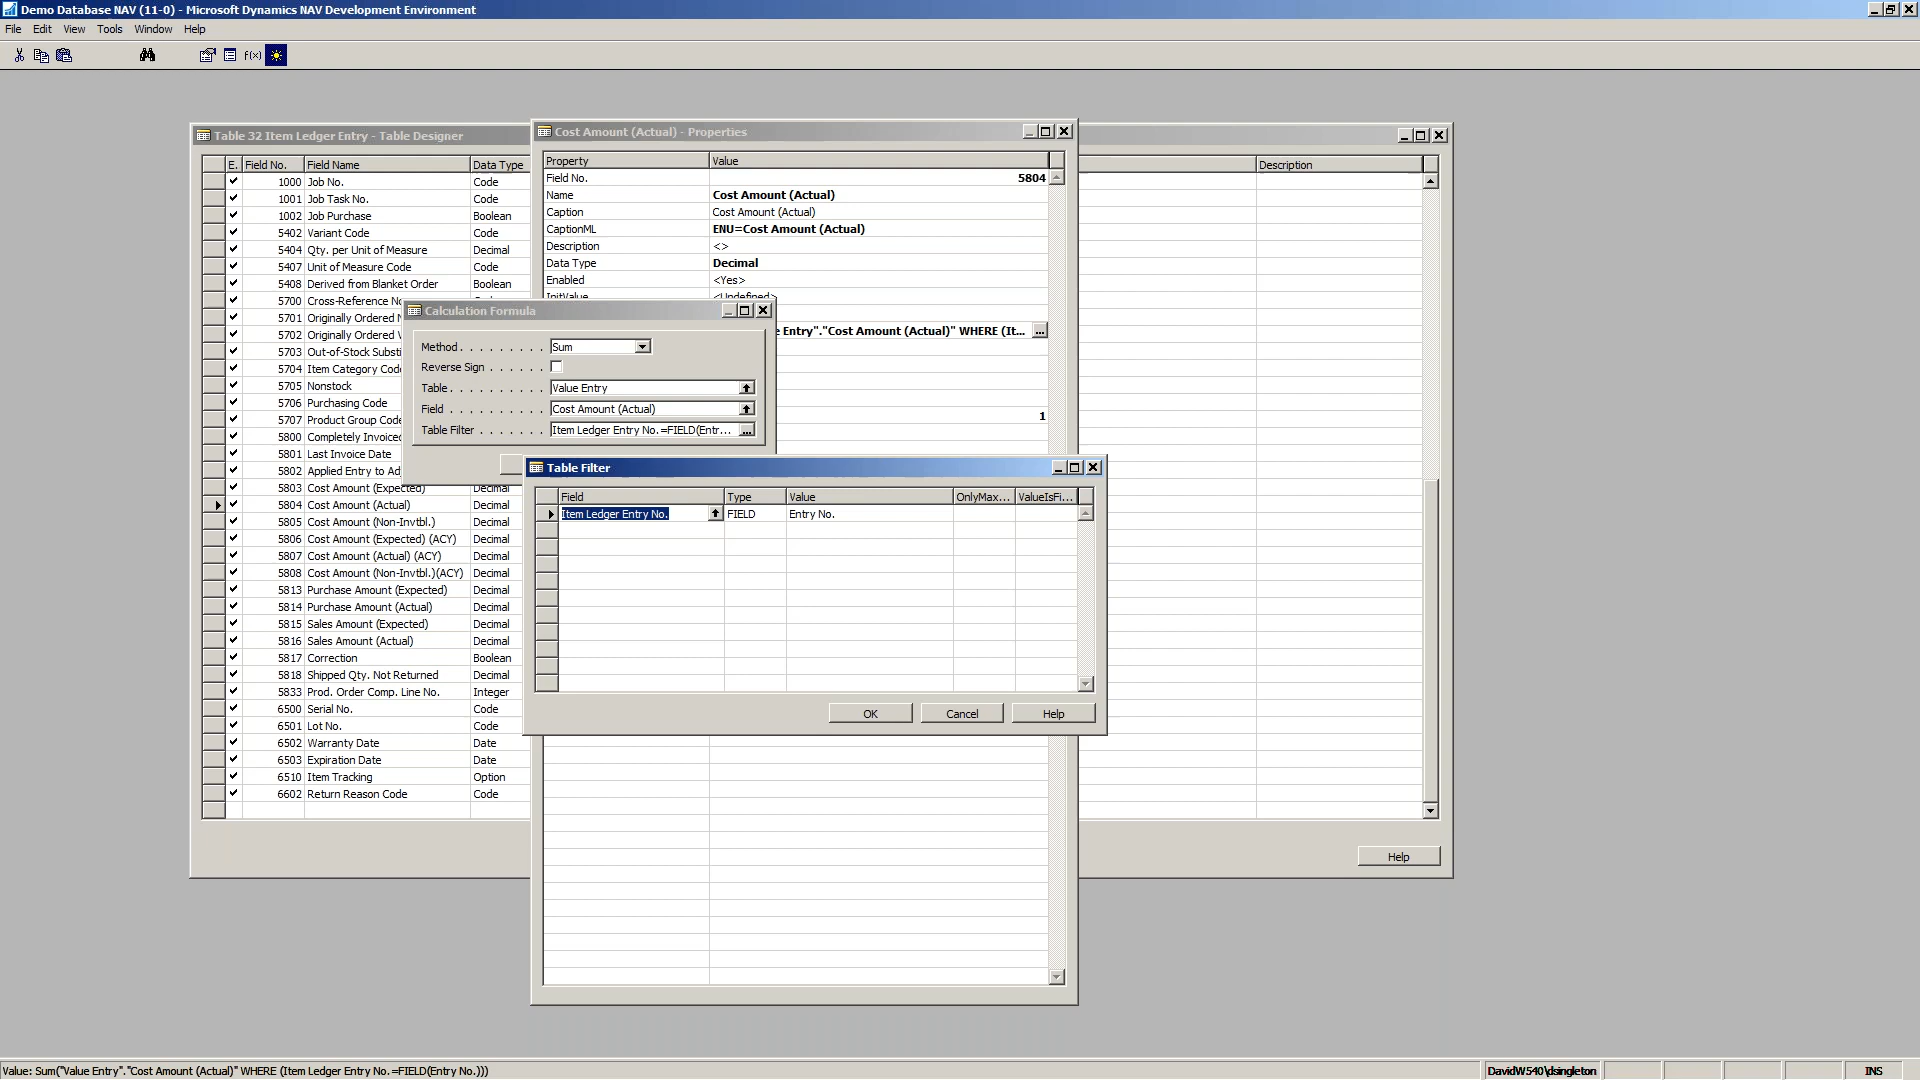 Demo Database NAV (11-0) - Microsoft Dynamics NAV Development Environment
File Edit View Tools Window Help
f(x)
Table 32 Item Ledger Entry - Table Designer
E. Field No. Field Name Data Type Description
1000 Job No. Code
1001 Job Task No. Code
1002 Job Purchase Boolean
5402 Variant Code Code
5404 Qty. per Unit of Measure Decimal
5407 Unit of Measure Code Code
5408 Derived from Blanket Order Boolean
5700 Cross-Reference No
5701 Originally Ordered N
5702 Originally Ordered V
5703 Out-of-Stock Substi
5704 Item Category Code
5705 Nonstock
5706 Purchasing Code
5707 Product Group Code
5800 Completely Invoiced
5801 Last Invoice Date
5802 Applied Entry to Adj
5803 Cost Amount (Expected) Decimal
5804 Cost Amount (Actual) Decimal
5805 Cost Amount (Non-Invtbl.) Decimal
5806 Cost Amount (Expected) (ACY) Decimal
5807 Cost Amount (Actual) (ACY) Decimal
5808 Cost Amount (Non-Invtbl.)(ACY) Decimal
5813 Purchase Amount (Expected) Decimal
5814 Purchase Amount (Actual) Decimal
5815 Sales Amount (Expected) Decimal
5816 Sales Amount (Actual) Decimal
5817 Correction Boolean
5818 Shipped Qty. Not Returned Decimal
5833 Prod. Order Comp. Line No. Integer
6500 Serial No. Code
6501 Lot No. Code
6502 Warranty Date Date
6503 Expiration Date Date
6510 Item Tracking Option
6602 Return Reason Code Code
Help
Cost Amount (Actual) - Properties
Property Value
Field No. 5804
Name Cost Amount (Actual)
Caption Cost Amount (Actual)
CaptionML ENU=Cost Amount (Actual)
Description <>
Data Type Decimal
Enabled <Yes>
InitValue <Undefined>
e Entry"."Cost Amount (Actual)" WHERE (It... ...
1
Calculation Formula
Method . . . . . . . . . Sum
Reverse Sign . . . . . .
Table . . . . . . . . . . Value Entry
Field . . . . . . . . . . Cost Amount (Actual)
Table Filter . . . . . . . Item Ledger Entry No.=FIELD(Entr... ...
Table Filter
Field Type Value OnlyMax... ValueIsFi...
Item Ledger Entry No. FIELD Entry No.
OK Cancel Help
Value: Sum("Value Entry"."Cost Amount (Actual)" WHERE (Item Ledger Entry No.=FIELD(Entry No.))) DavidW540\dsingleton INS